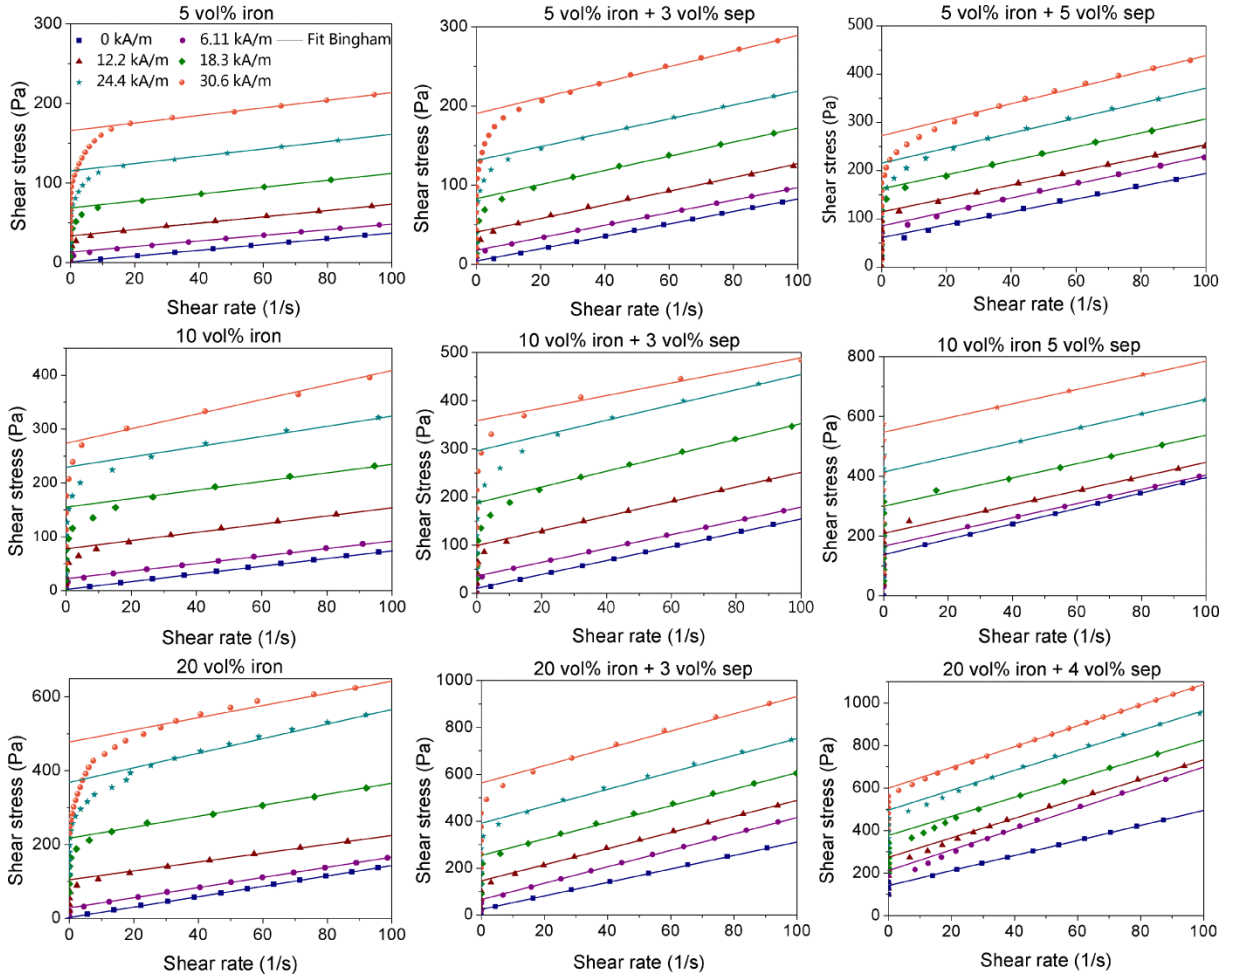 5 vol% iron
300
200
100
0
Shear stress (Pa)
0 kA/m 6.11 kA/m Fit Bingham
12.2 kA/m 18.3 kA/m
24.4 kA/m 30.6 kA/m
0 20 40 60 80 100
Shear rate (1/s)
5 vol% iron + 3 vol% sep
300
200
100
0
Shear stress (Pa)
0 20 40 60 80 100
Shear rate (1/s)
5 vol% iron + 5 vol% sep
500
400
300
200
100
0
Shear stress (Pa)
0 20 40 60 80 100
Shear rate (1/s)
10 vol% iron
400
300
200
100
0
Shear stress (Pa)
0 20 40 60 80 100
Shear rate (1/s)
10 vol% iron + 3 vol% sep
500
400
300
200
100
0
Shear Stress (Pa)
0 20 40 60 80 100
Shear rate (1/s)
10 vol% iron 5 vol% sep
800
600
400
200
0
Shear stress (Pa)
0 20 40 60 80 100
Shear rate (1/s)
20 vol% iron
600
400
200
0
Shear stress (Pa)
0 20 40 60 80 100
Shear rate (1/s)
20 vol% iron + 3 vol% sep
1000
800
600
400
200
0
Shear stress (Pa)
0 20 40 60 80 100
Shear rate (1/s)
20 vol% iron + 4 vol% sep
1000
800
600
400
200
0
Shear stress (Pa)
0 20 40 60 80 100
Shear rate (1/s)